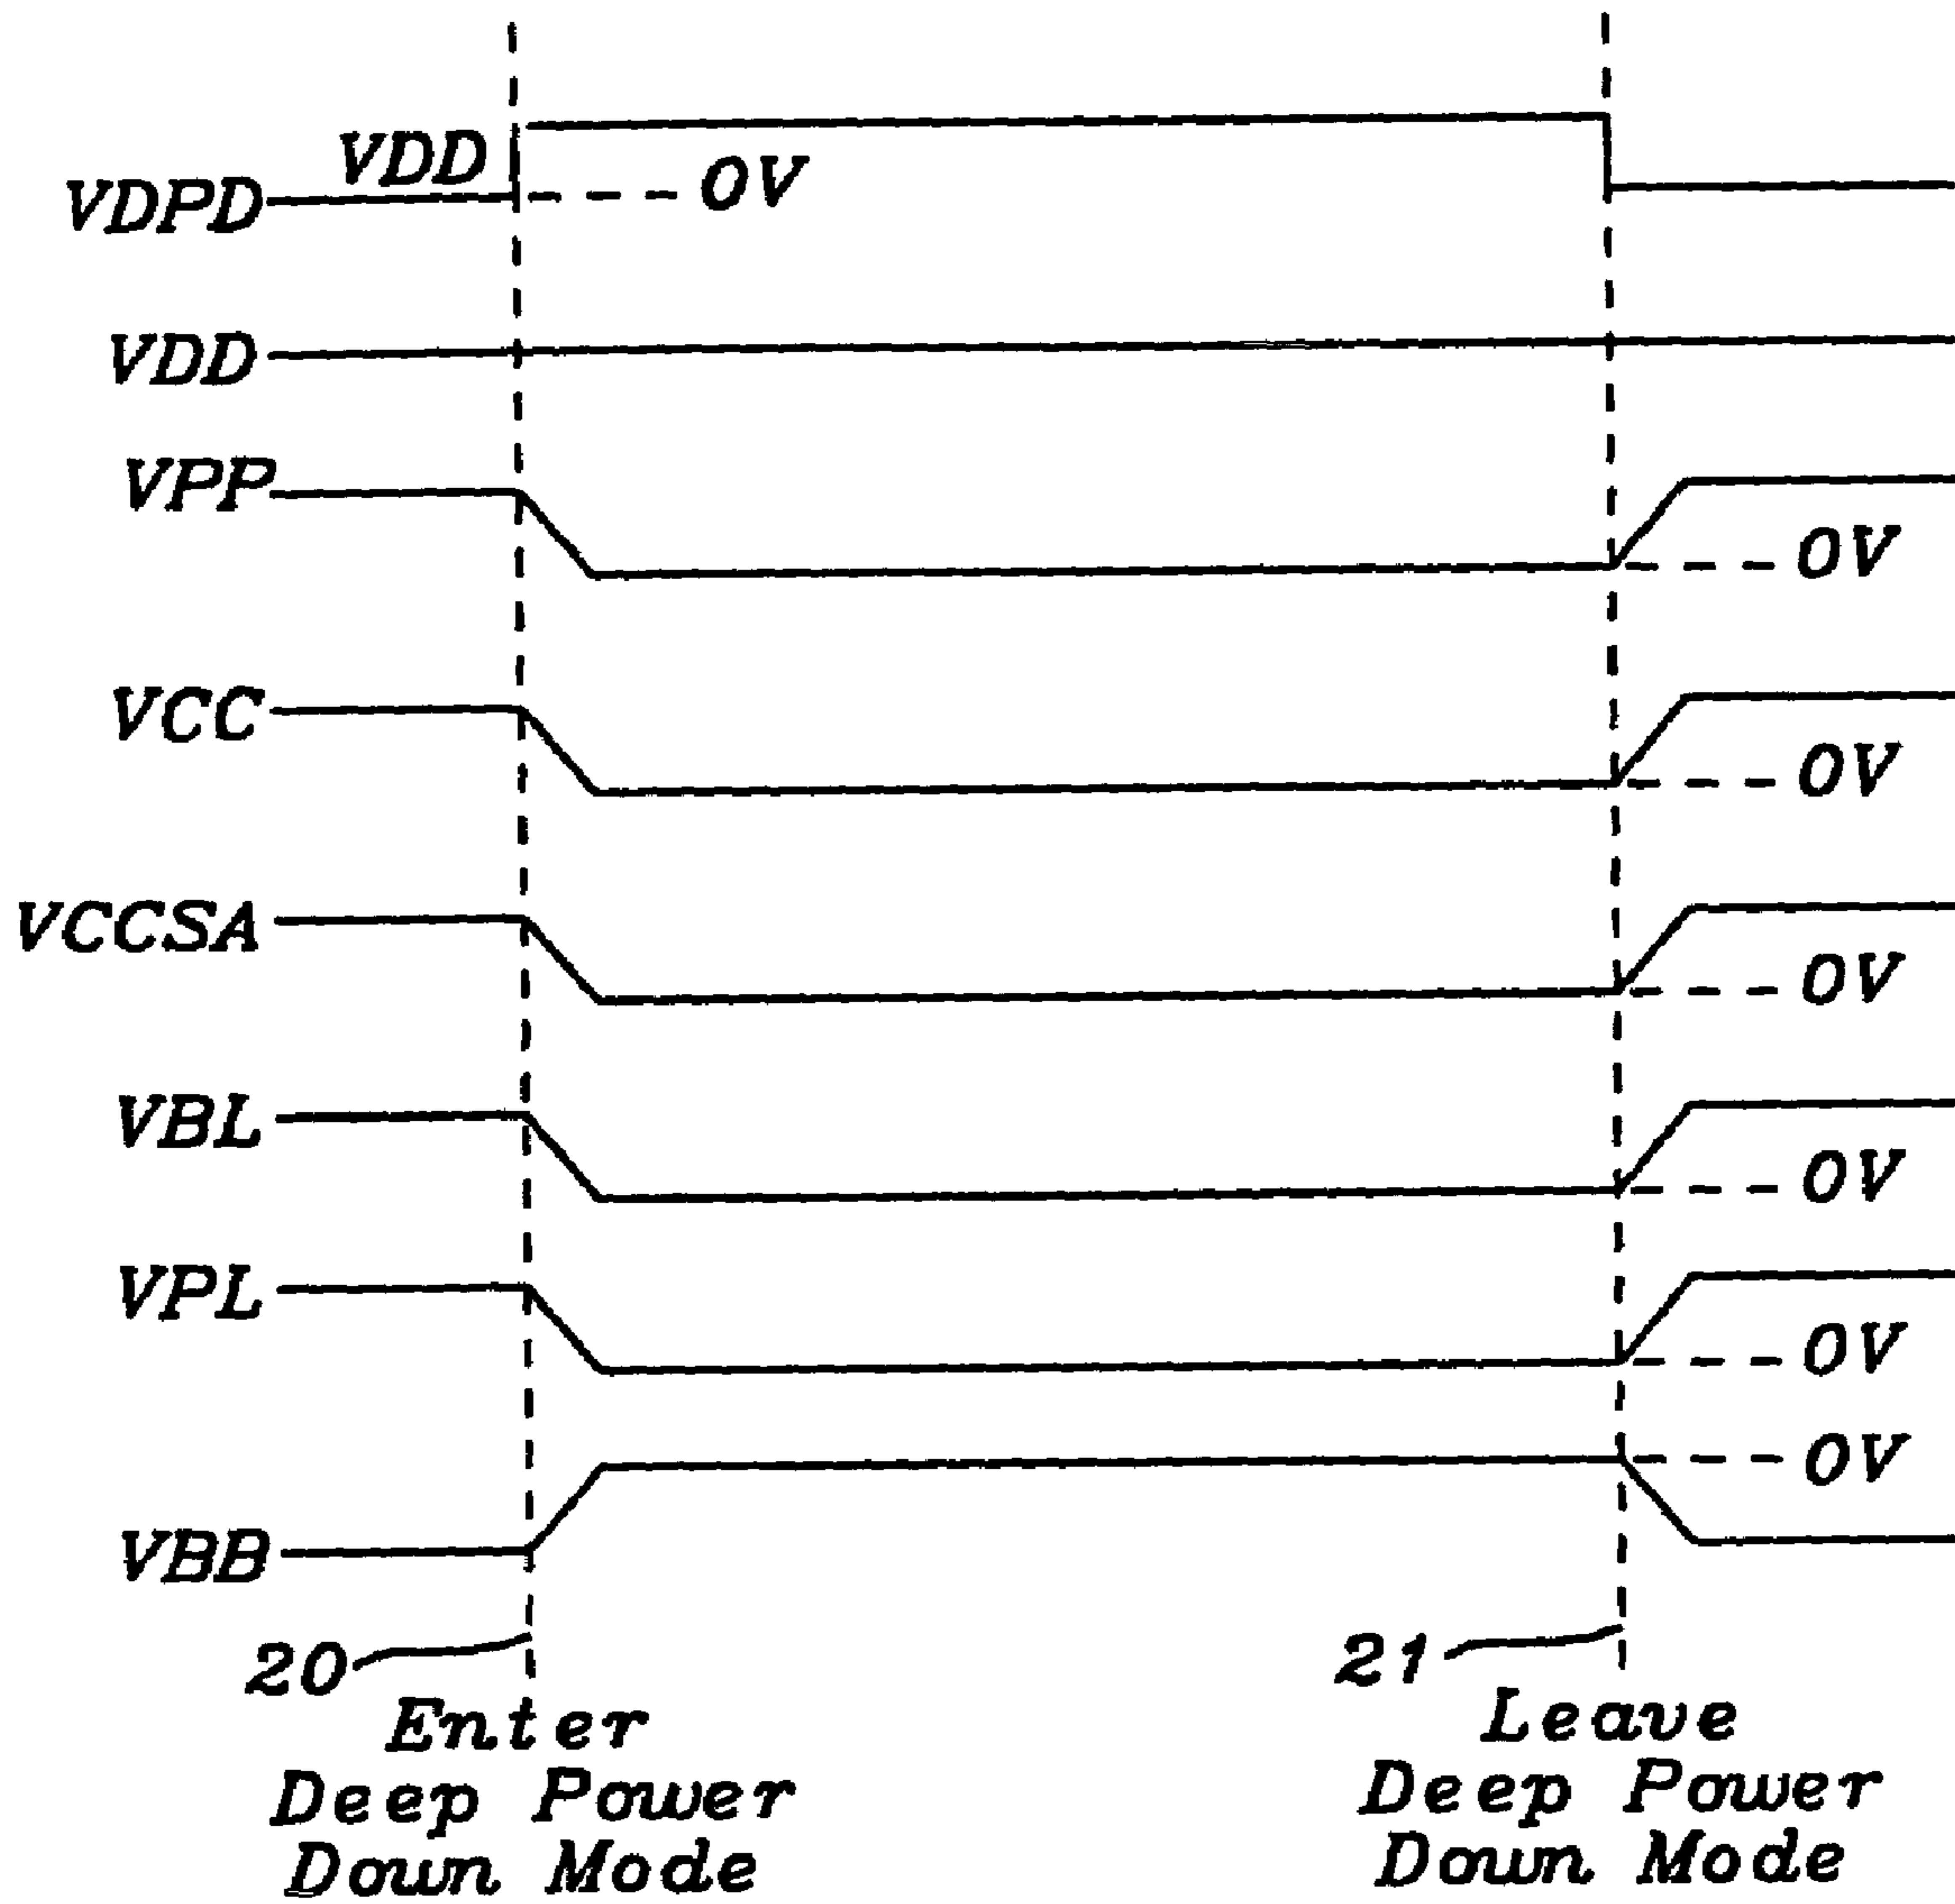 VDD
VDPD
0V
VDD
VPP
0V
VCC
0V
VCCSA
0V
VBL
0V
VPL
0V
0V
VBB
20
21
Enter
Deep Power
Down Mode
Leave
Deep Power
Down Mode